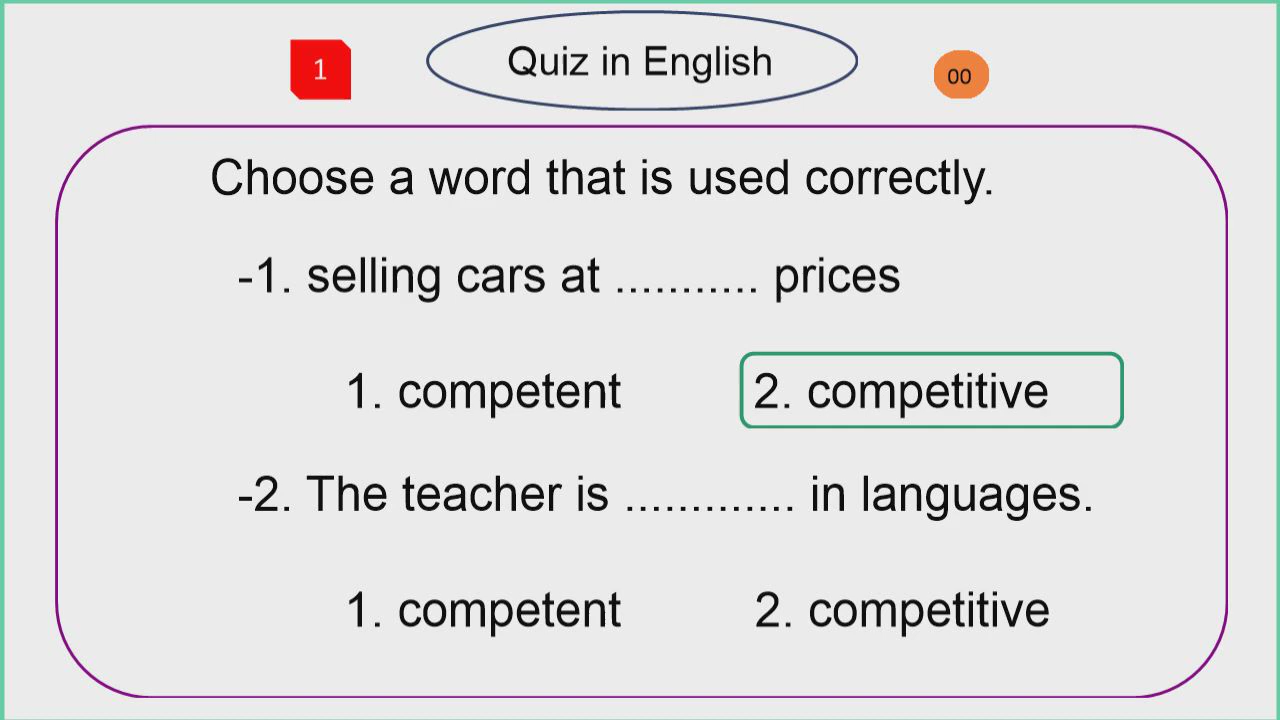 1
Quiz in English
00
Choose a word that is used correctly.
-1. selling cars at ........... prices
1. competent 2. competitive
-2. The teacher is ............. in languages.
1. competent 2. competitive